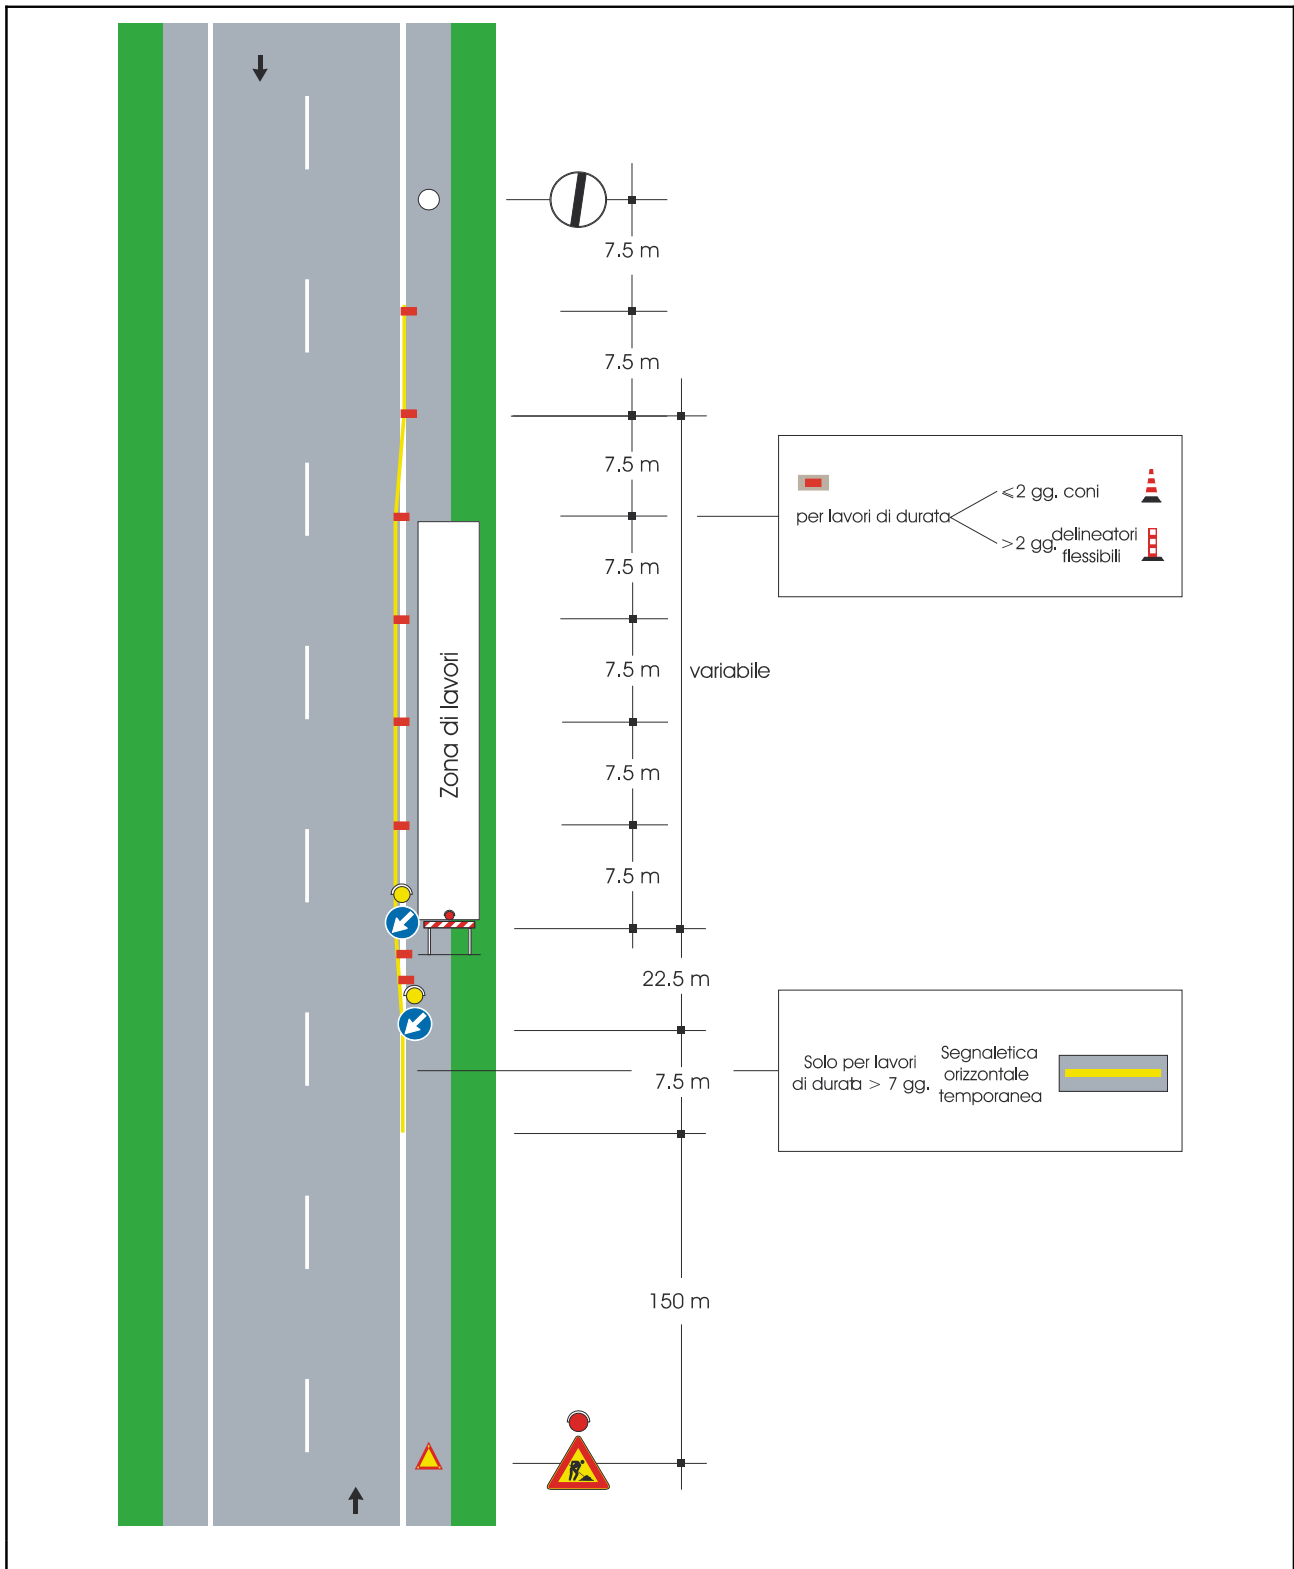 7.5 m
7.5 m
7.5 m
⩽2 gg. coni
per lavori di durata
>2 gg. delineatori
flessibili
7.5 m
Zona di lavori
7.5 m
variabile
7.5 m
7.5 m
22.5 m
Solo per lavori
di durata > 7 gg.
Segnaletica
orizzontale
temporanea
7.5 m
150 m